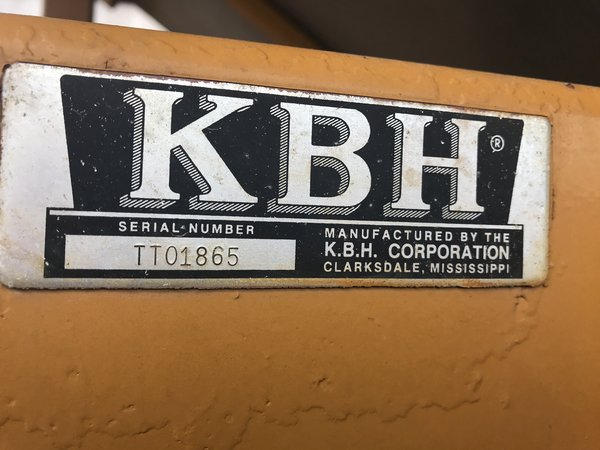 KBH®
SERIAL NUMBER
TT01865
MANUFACTURED BY THE
K.B.H. CORPORATION
CLARKSDALE, MISSISSIPPI